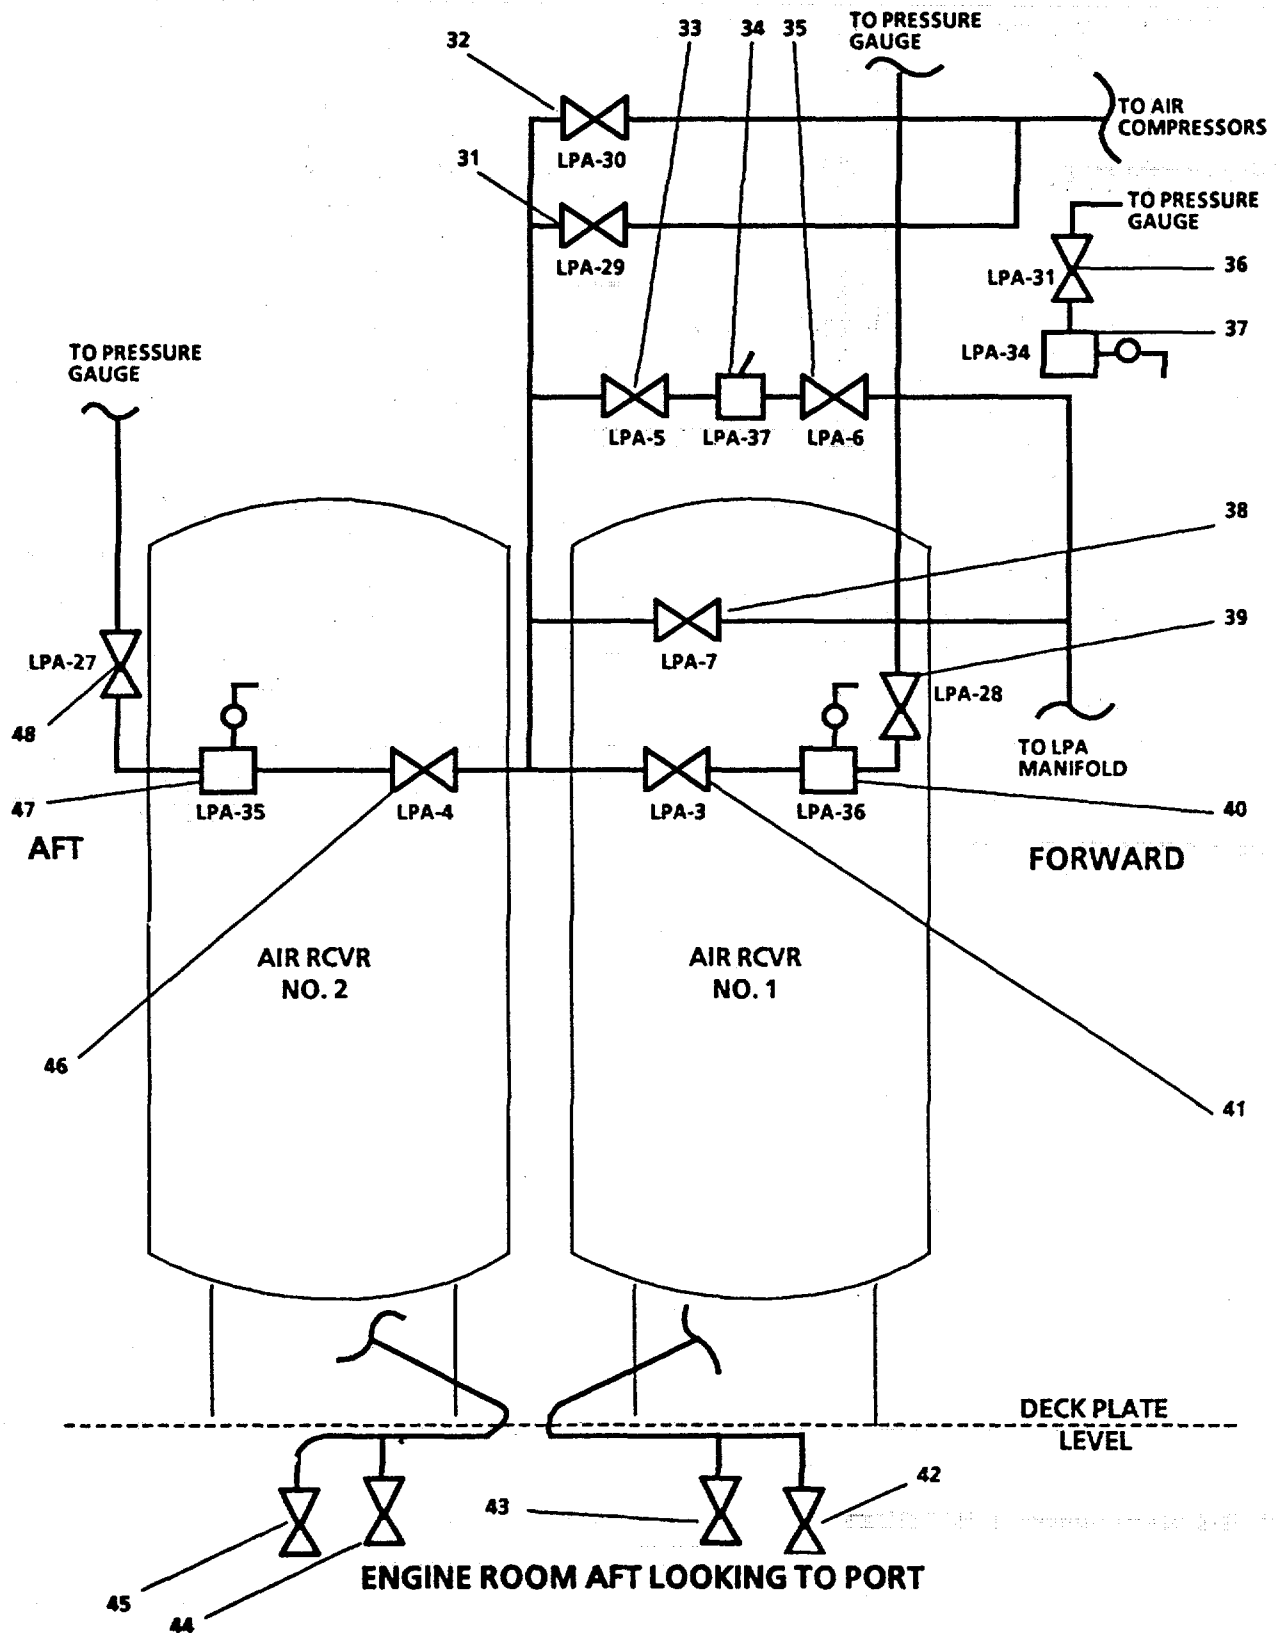 TO PRESSURE
GAUGE
33
34
35
32
TO AIR
COMPRESSORS
LPA-30
31
TO PRESSURE
GAUGE
LPA-29
36
LPA-31
37
LPA-34
TO PRESSURE
GAUGE
LPA-5
LPA-37
LPA-6
38
39
LPA-27
LPA-7
LPA-28
48
TO LPA
MANIFOLD
47
LPA-35
LPA-4
LPA-3
LPA-36
40
AFT
FORWARD
AIR RCVR
NO. 2
AIR RCVR
NO. 1
46
41
DECK PLATE
LEVEL
42
43
ENGINE ROOM AFT LOOKING TO PORT
45
44